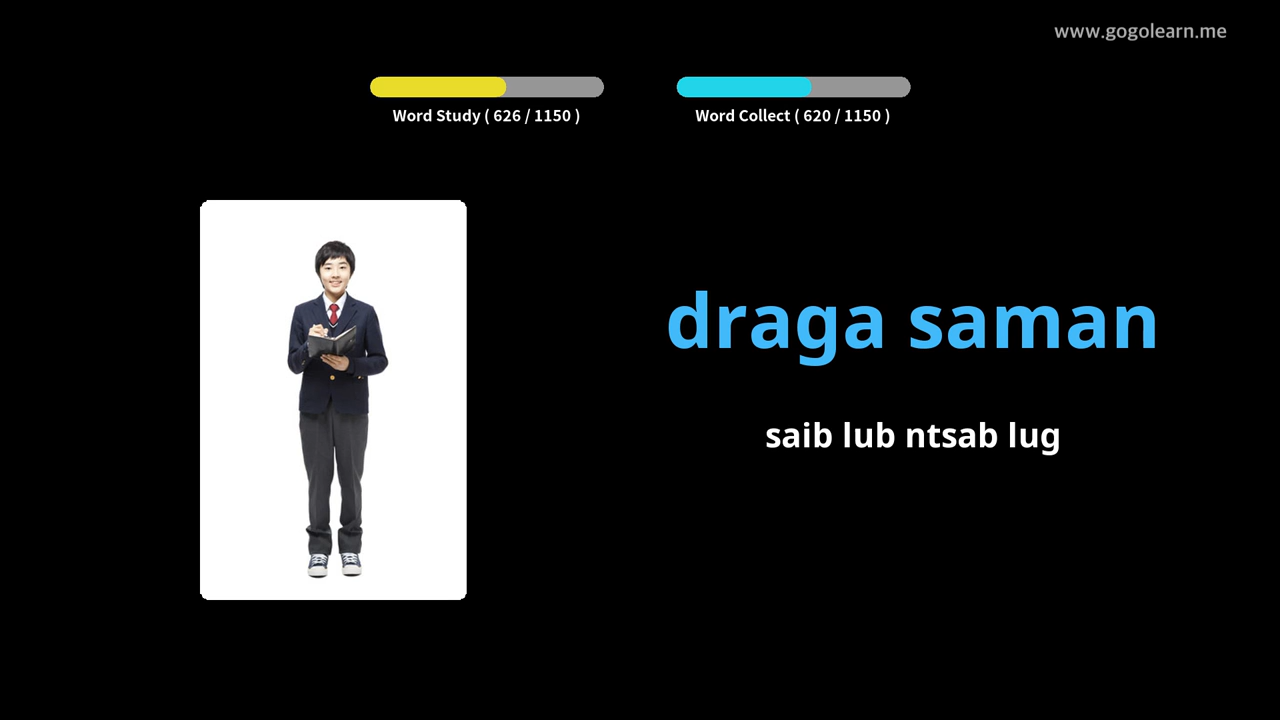 www.gogolearn.me
Word Study ( 626 / 1150 )
Word Collect ( 620 / 1150 )
draga saman
saib lub ntsab lug